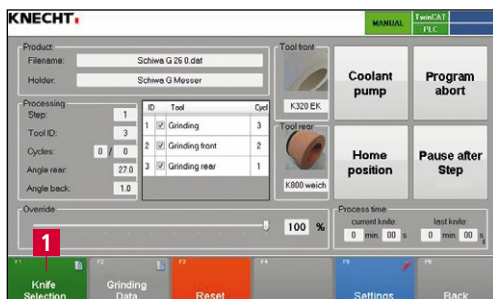 KNECHT.
MANUAL
TwinCAT
PLC
Product
Filename: Schiwa G 26 0.dat
Holder: Schiwa G Messer
Processing
Step: 1
Tool ID: 3
Cycles: 0 / 0
Angle rear: 27.0
Angle back: 1.0
ID Tool Cycl
1 Grinding 3
2 Grinding front 2
3 Grinding rear 1
Tool front
K320 EK
Tool rear
K800 weich
Coolant pump
Program abort
Home position
Pause after Step
Override
100 %
Process time
current knife: last knife:
0 min. 00 s 0 min. 00 s
1
F1 Knife Selection
F2 Grinding Data
F3 Reset
F4
F5 Settings
F6 Back